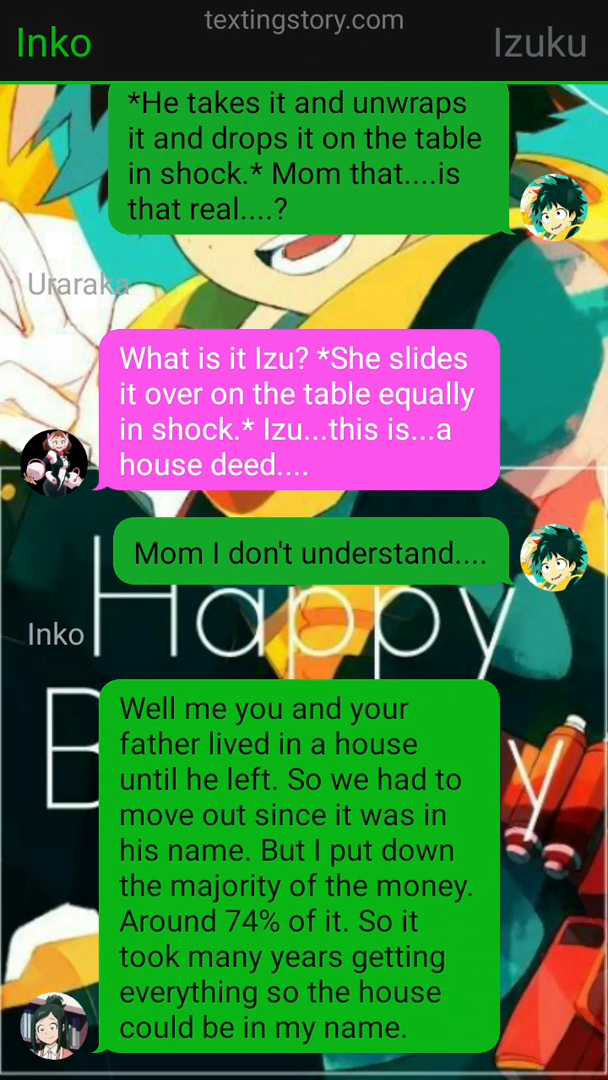 textingstory.com
Inko
Izuku
*He takes it and unwraps
it and drops it on the table
in shock.* Mom that....is
that real....?
Uraraka
What is it Izu? *She slides
it over on the table equally
in shock.* Izu...this is...a
house deed....
Mom I don't understand....
Happy
Inko
B y
Well me you and your
father lived in a house
until he left. So we had to
move out since it was in
his name. But I put down
the majority of the money.
Around 74% of it. So it
took many years getting
everything so the house
could be in my name.